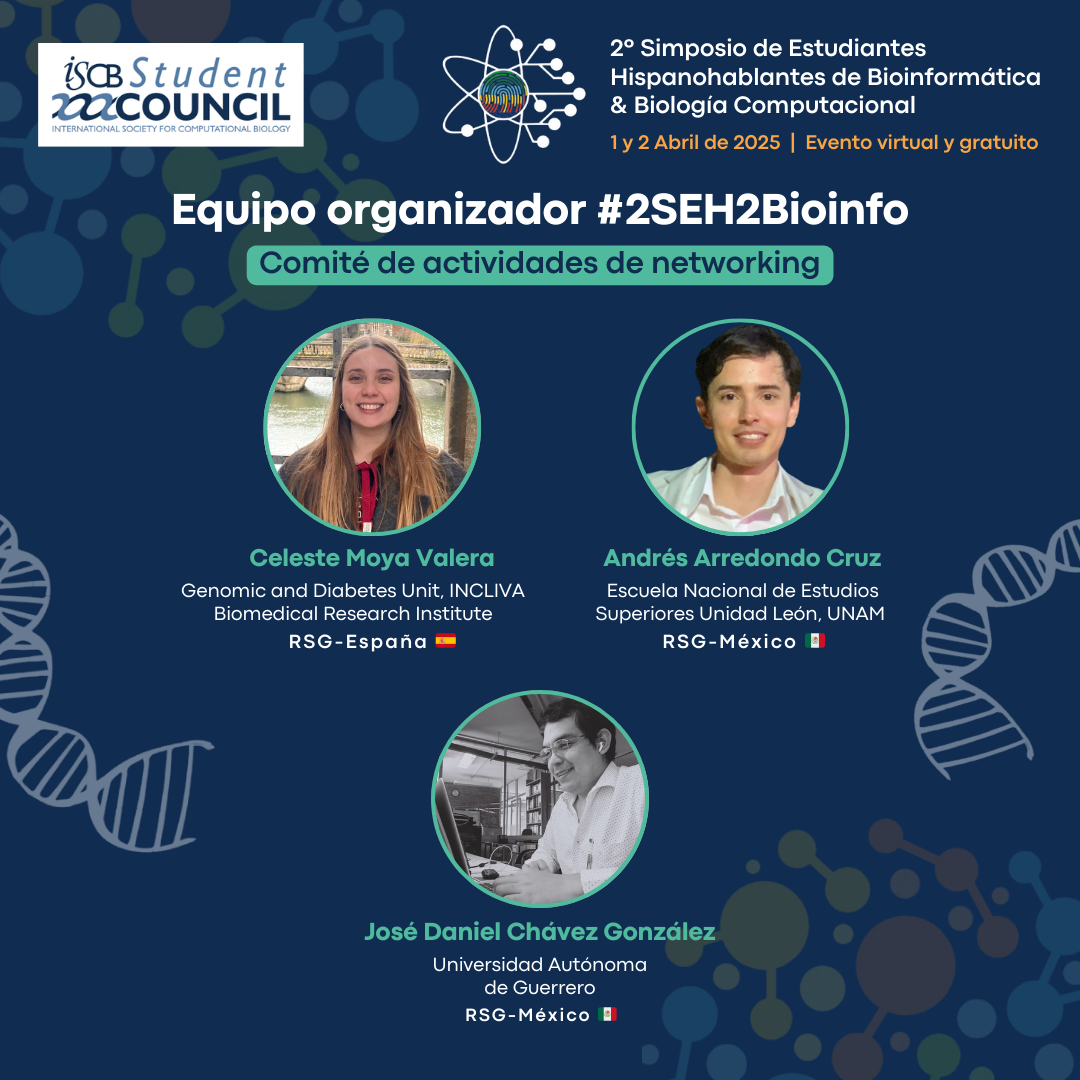 iSCB Student
COUNCIL
INTERNATIONAL SOCIETY FOR COMPUTATIONAL BIOLOGY
2º Simposio de Estudiantes
Hispanohablantes de Bioinformática
& Biología Computacional
1 y 2 Abril de 2025 | Evento virtual y gratuito
Equipo organizador #2SEH2Bioinfo
Comité de actividades de networking
Celeste Moya Valera
Genomic and Diabetes Unit, INCLIVA
Biomedical Research Institute
RSG-España
Andrés Arredondo Cruz
Escuela Nacional de Estudios
Superiores Unidad León, UNAM
RSG-México
José Daniel Chávez González
Universidad Autónoma
de Guerrero
RSG-México